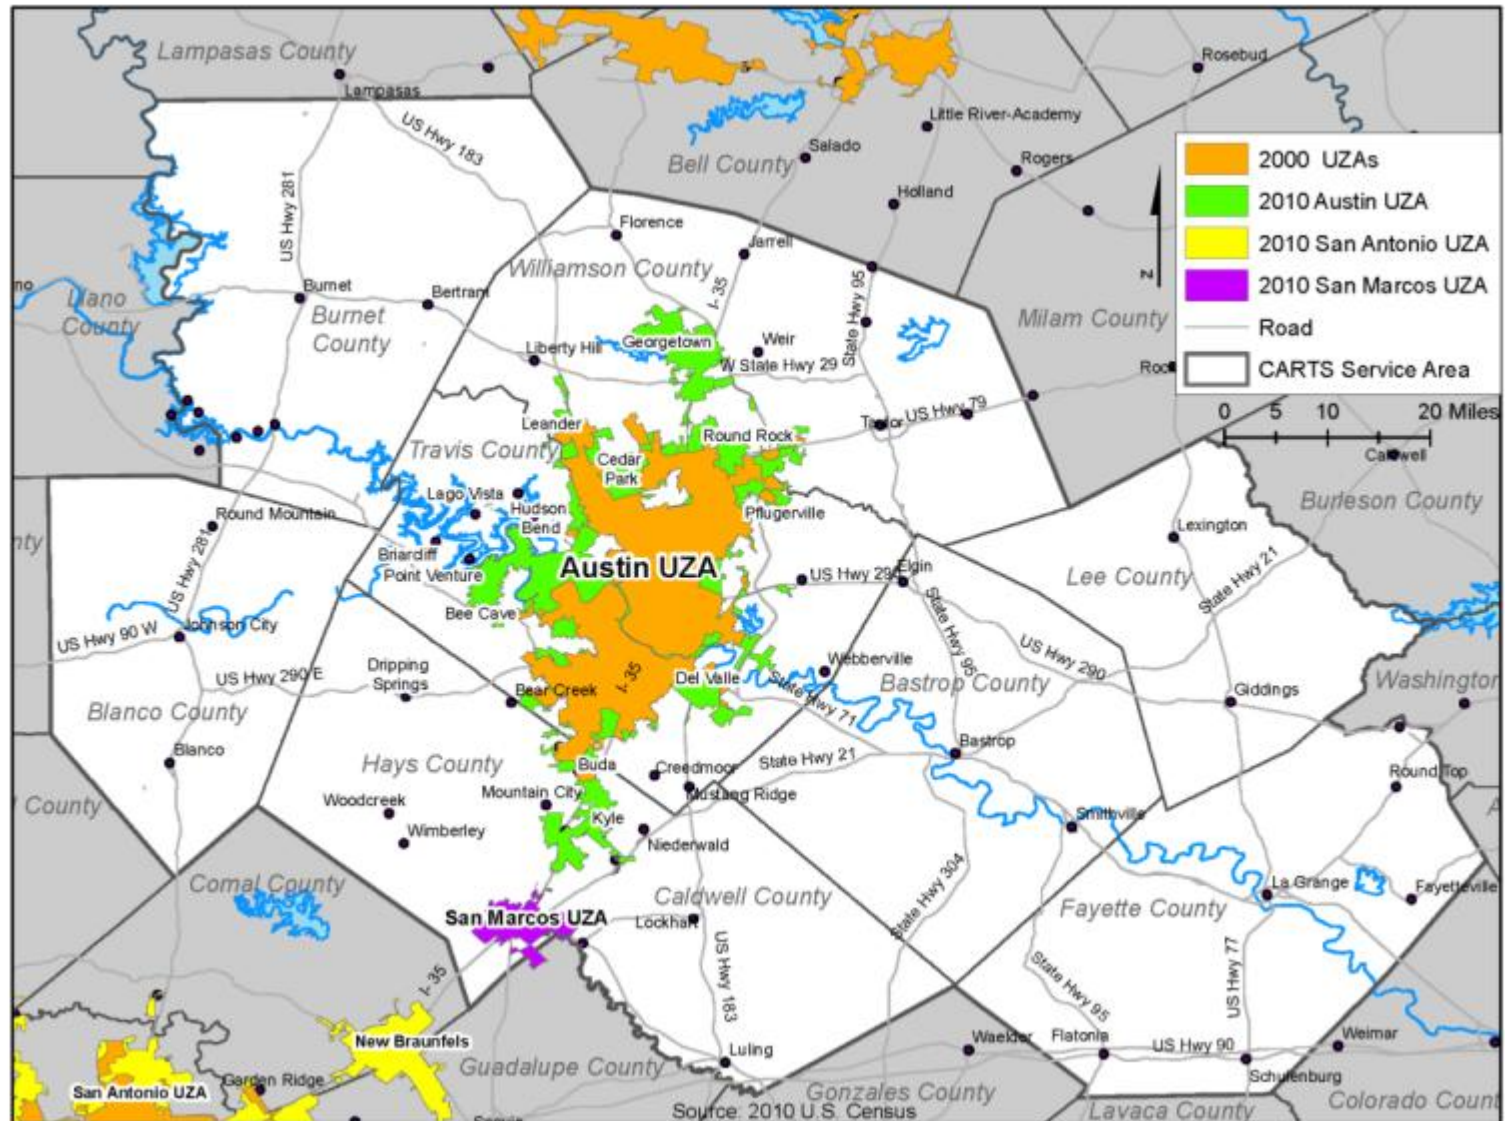 Lampasas County
Lampasas
Rosebud
US Hwy 183
Little River-Academy
Salado
Bell County
Rogers
Holland
2000 UZAs
2010 Austin UZA
2010 San Antonio UZA
2010 San Marcos UZA
Road
CARTS Service Area
0 5 10 20 Miles
N
US Hwy 281
Florence
Jarrell
Williamson County
I- 35
State Hwy 95
Llano
County
Burnet
Bertram
Burnet
County
Milam County
Georgetown
Weir
Liberty Hill
W State Hwy 29
Roc
Leander
Taylor
US Hwy 79
Round Rock
Travis County
Cedar
Park
Caldwell
Burleson County
Lago Vista
Hudson
Bend
Round Mountain
Pflugerville
Lexington
nty
US Hwy 281
Briarcliff
Point Venture
Austin UZA
US Hwy 290
Elgin
Lee County
State Hwy 21
Bee Cave
US Hwy 90 W
Johnson City
State Hwy 95
US Hwy 290
Dripping
Springs
US Hwy 290 E
Webberville
Del Valle
Bastrop County
Washington
Bear Creek
I- 35
State Hwy 71
Giddings
Blanco County
Blanco
Hays County
Buda
Creedmoor
State Hwy 21
Bastrop
Round Top
Mountain City
Mustang Ridge
Woodcreek
County
Kyle
Smithville
Wimberley
Niederwald
Comal County
Caldwell County
State Hwy 304
La Grange
Fayetteville
San Marcos UZA
Lockhart
Fayette County
I- 35
US Hwy 183
State Hwy 95
US Hwy 77
New Braunfels
Waelder
Flatonia
US Hwy 90
Weimar
Luling
Guadalupe County
Schulenburg
Garden Ridge
San Antonio UZA
Gonzales County
Colorado Count
Source: 2010 U.S. Census
Lavaca County